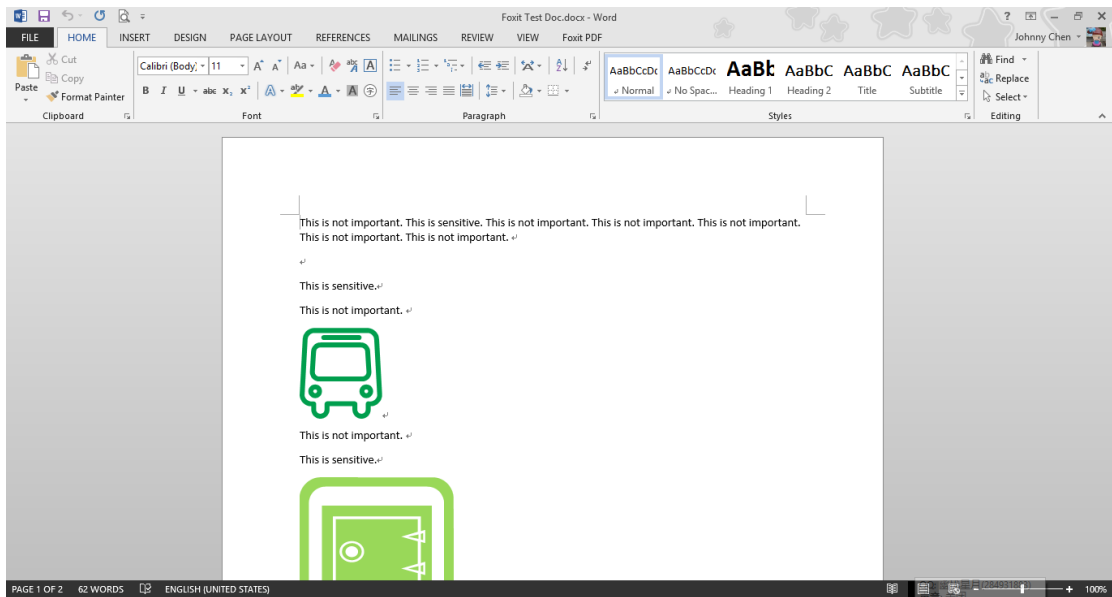 Foxit Test Doc.docx - Word
FILE HOME INSERT DESIGN PAGE LAYOUT REFERENCES MAILINGS REVIEW VIEW Foxit PDF Johnny Chen
Cut
Copy
Paste
Format Painter
Calibri (Body) 11
Aa
B I U abc x₂ x²
AaBbCcDc AaBbCcDc AaBb AaBbC AaBbC AaBbC
Normal No Spac... Heading 1 Heading 2 Title Subtitle
Find
Replace
Select
Clipboard Font Paragraph Styles Editing
This is not important. This is sensitive. This is not important. This is not important. This is not important.
This is not important. This is not important.
This is sensitive.
This is not important.
This is not important.
This is sensitive.
PAGE 1 OF 2 62 WORDS ENGLISH (UNITED STATES) 100%